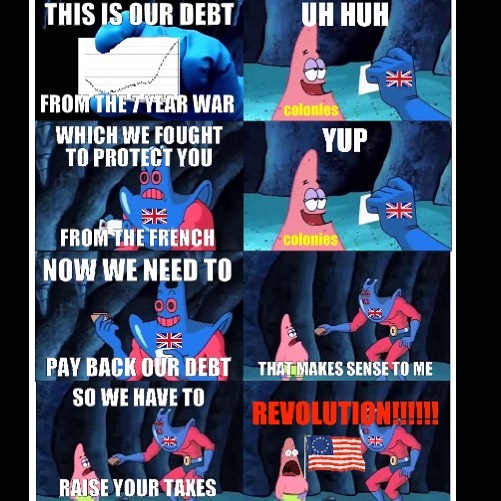 THIS IS OUR DEBT
FROM THE 7 YEAR WAR
UH HUH
colonies
WHICH WE FOUGHT
TO PROTECT YOU
FROM THE FRENCH
YUP
colonies
NOW WE NEED TO
PAY BACK OUR DEBT
THAT MAKES SENSE TO ME
SO WE HAVE TO
RAISE YOUR TAXES
REVOLUTION!!!!!!